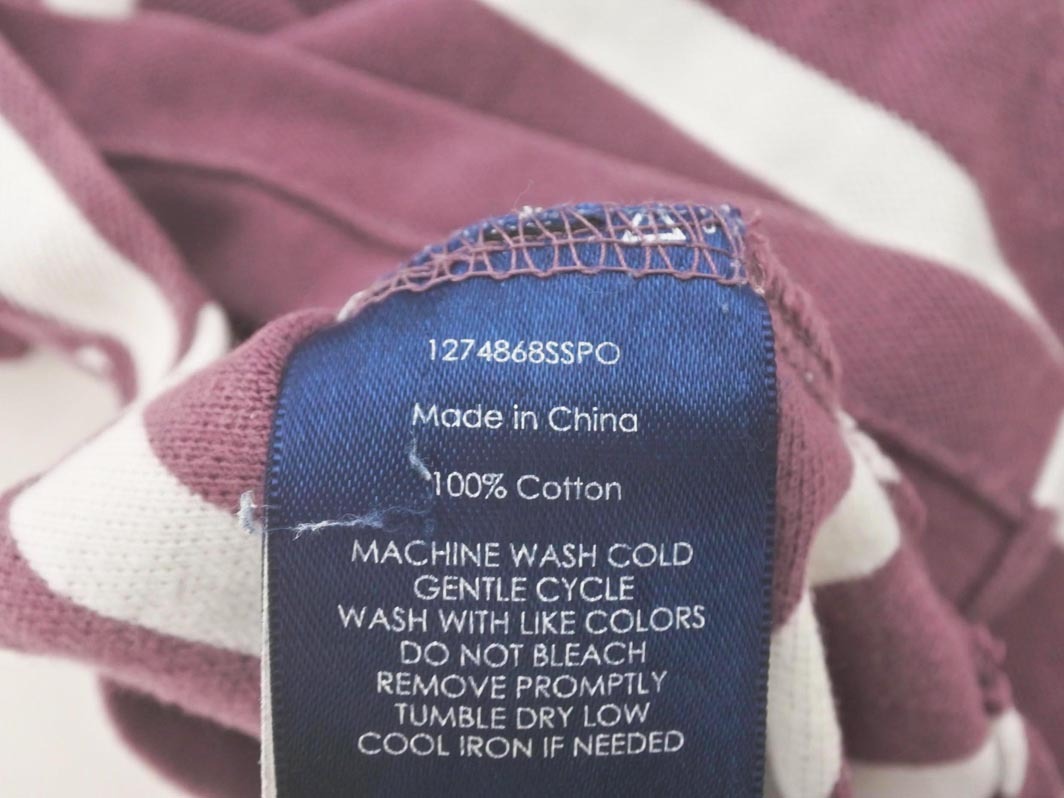 1274868SSPO
Made in China
100% Cotton
MACHINE WASH COLD
GENTLE CYCLE
WASH WITH LIKE COLORS
DO NOT BLEACH
REMOVE PROMPTLY
TUMBLE DRY LOW
COOL IRON IF NEEDED